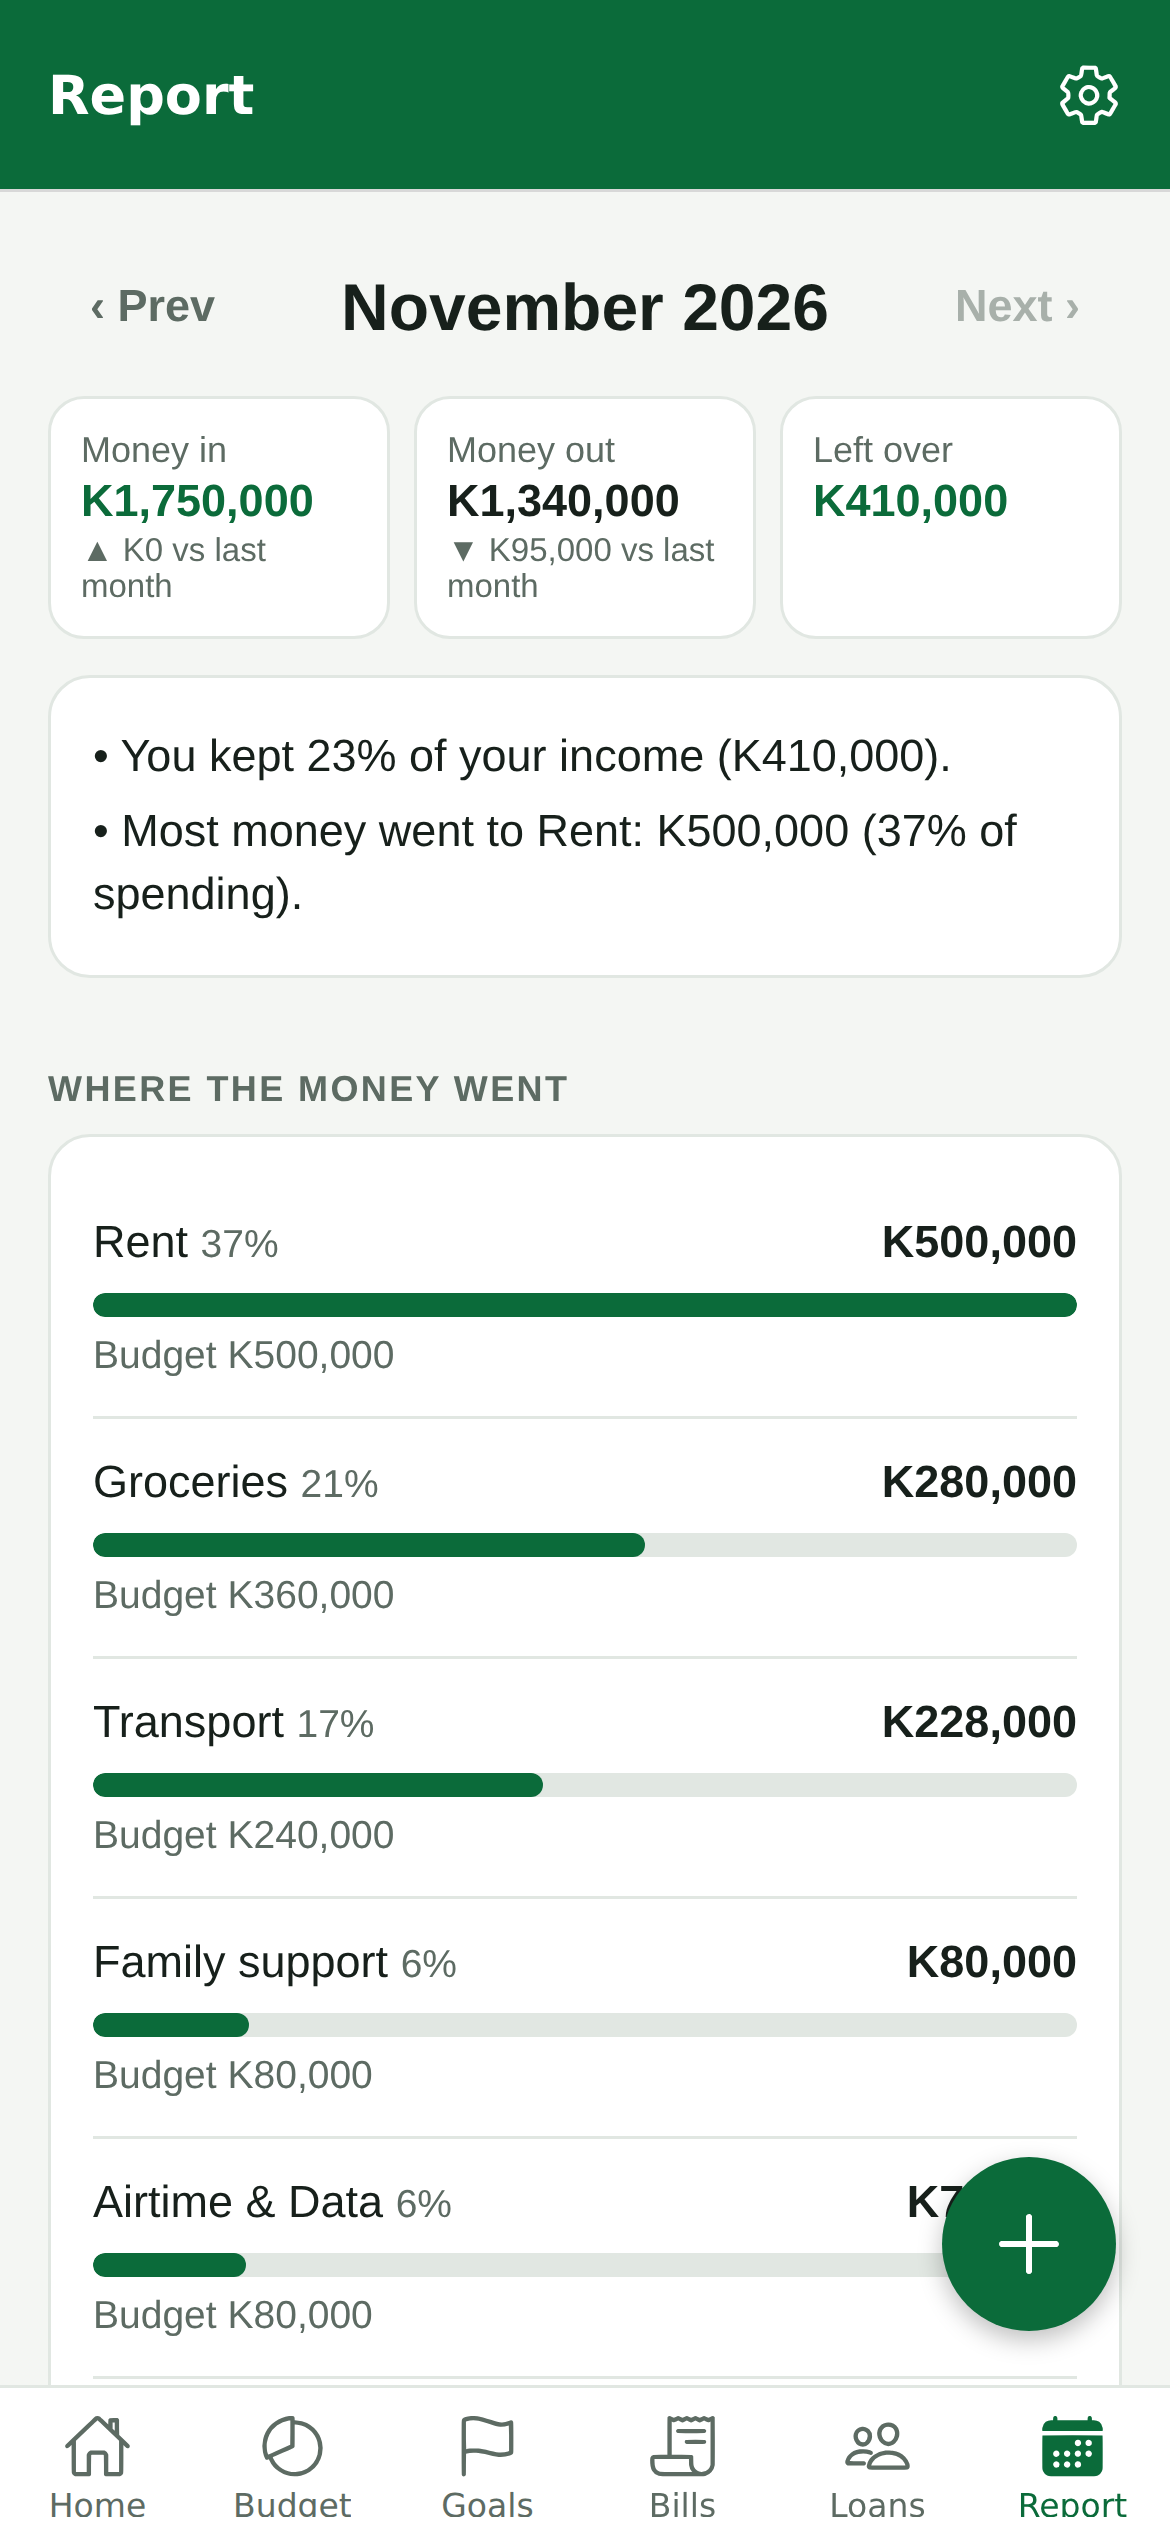 Report
‹ Prev
November 2026
Next ›
Money in
K1,750,000
▲ K0 vs last
month
Money out
K1,340,000
▼ K95,000 vs last
month
Left over
K410,000
• You kept 23% of your income (K410,000).
• Most money went to Rent: K500,000 (37% of
spending).
WHERE THE MONEY WENT
Rent 37% K500,000
Budget K500,000
Groceries 21% K280,000
Budget K360,000
Transport 17% K228,000
Budget K240,000
Family support 6% K80,000
Budget K80,000
Airtime & Data 6%
Budget K80,000
Home
Budget
Goals
Bills
Loans
Report